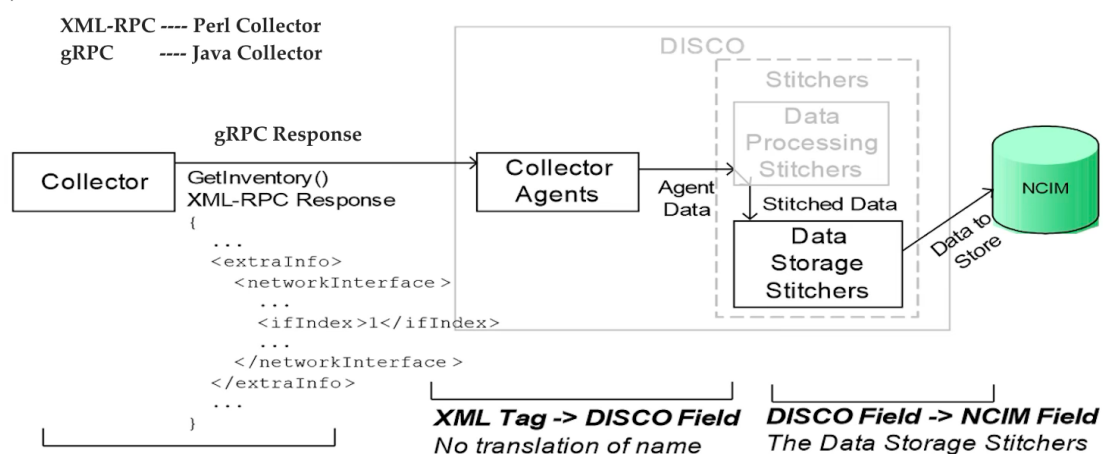 XML-RPC ---- Perl Collector
gRPC ---- Java Collector
DISCO
Stitchers
Data
Processing
Stitchers
gRPC Response
Collector
GetInventory()
XML-RPC Response
Collector
Agents
Agent
Data
Stitched Data
Data
Storage
Stitchers
Data to
Store
NCIM
{
...
<extraInfo>
<networkInterface>
...
<ifIndex>1</ifIndex>
...
</networkInterface>
</extraInfo>
...
}
XML Tag -> DISCO Field
No translation of name
DISCO Field -> NCIM Field
The Data Storage Stitchers